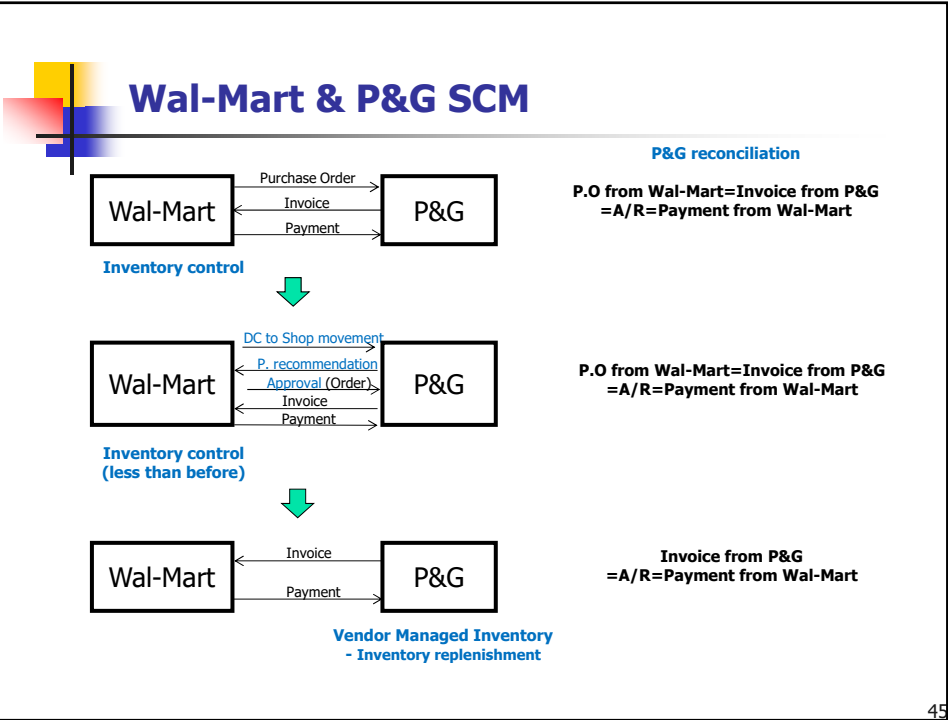 Wal-Mart & P&G SCM
P&G reconciliation
Wal-Mart
Purchase Order
Invoice
Payment
P&G
P.O from Wal-Mart=Invoice from P&G
=A/R=Payment from Wal-Mart
Inventory control
Wal-Mart
DC to Shop movement
P. recommendation
Approval (Order)
Invoice
Payment
P&G
P.O from Wal-Mart=Invoice from P&G
=A/R=Payment from Wal-Mart
Inventory control
(less than before)
Wal-Mart
Invoice
Payment
P&G
Invoice from P&G
=A/R=Payment from Wal-Mart
Vendor Managed Inventory
- Inventory replenishment
45